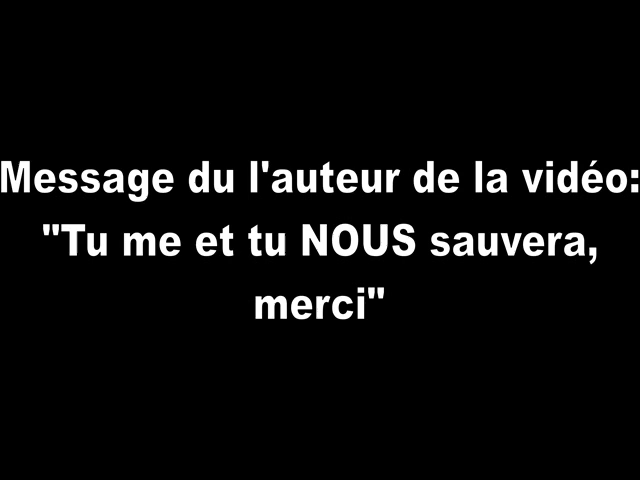 Message du l'auteur de la vidéo:
"Tu me et tu NOUS sauvera,
merci"